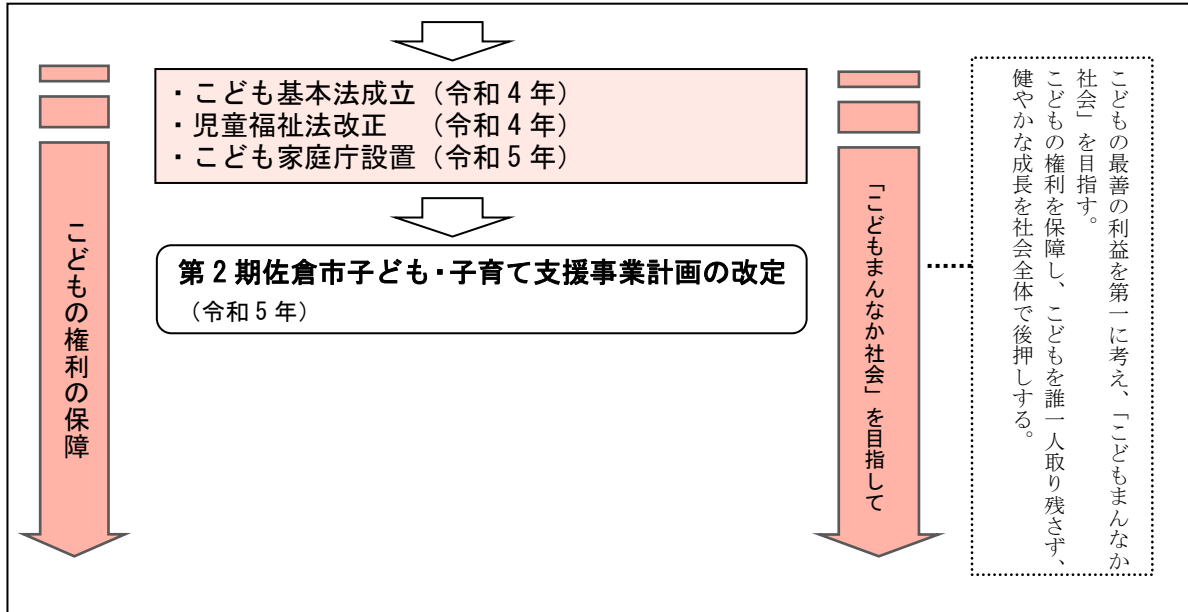 ・こども基本法成立（令和4年）
・児童福祉法改正　（令和4年）
・こども家庭庁設置（令和5年）
第2期佐倉市子ども・子育て支援事業計画の改定
（令和5年）
こどもの権利の保障
「こどもまんなか社会」を目指して
こどもの最善の利益を第一に考え、「こどもまんなか
社会」を目指す。
こどもの権利を保障し、こどもを誰一人取り残さず、
健やかな成長を社会全体で後押しする。